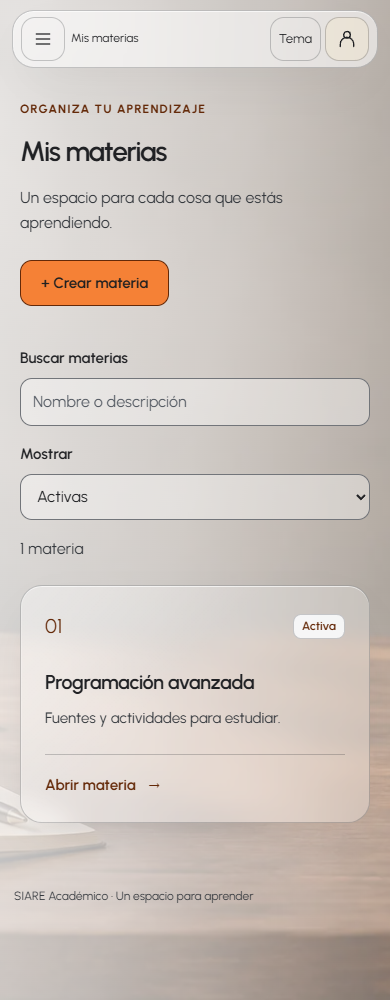 Mis materias
Tema
ORGANIZA TU APRENDIZAJE
Mis materias
Un espacio para cada cosa que estás
aprendiendo.
+ Crear materia
Buscar materias
Nombre o descripción
Mostrar
Activas
1 materia
01
Activa
Programación avanzada
Fuentes y actividades para estudiar.
Abrir materia →
SIARE Académico · Un espacio para aprender